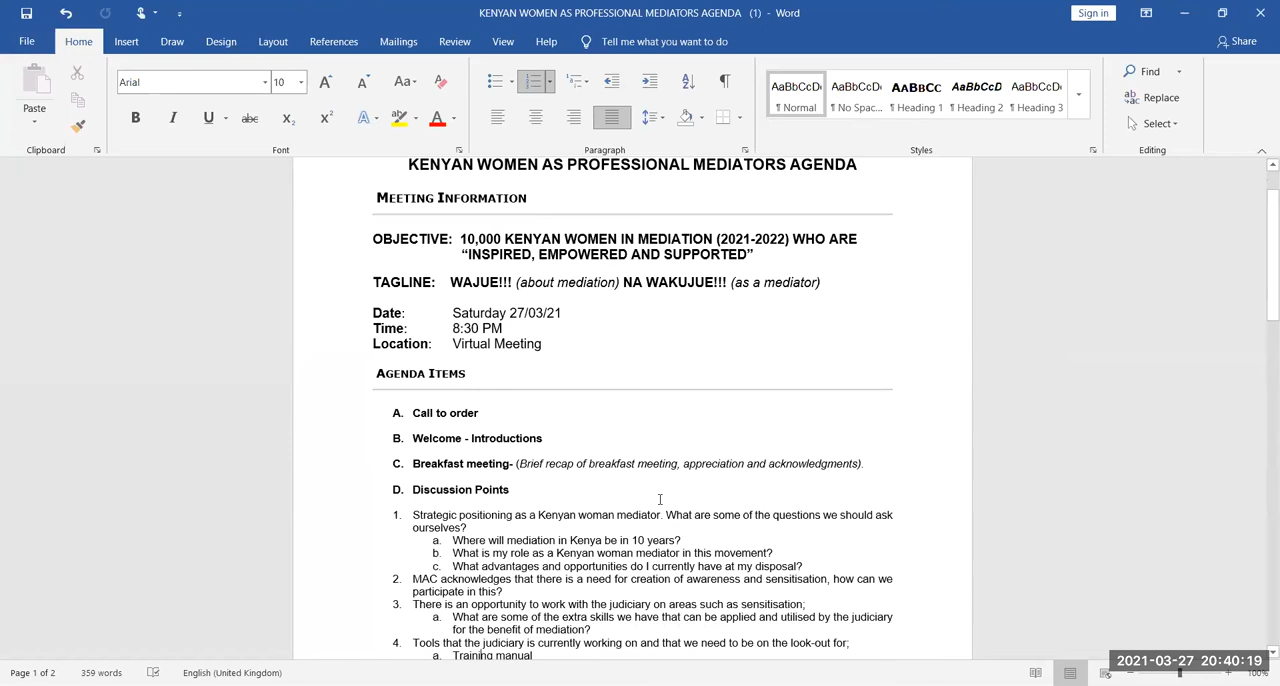 KENYAN WOMEN AS PROFESSIONAL MEDIATORS AGENDA (1) - Word
Sign in
File Home Insert Draw Design Layout References Mailings Review View Help Tell me what you want to do Share
Paste
Arial 10
Aa
B I U abc X₂ X² A A
AaBbCcDı AaBbCcDı AABBCC AaBbCcD AaBbCcDı
¶ Normal ¶ No Spac... ¶ Heading 1 ¶ Heading 2 ¶ Heading 3
Find
Replace
Select
Clipboard Font Paragraph Styles Editing
KENYAN WOMEN AS PROFESSIONAL MEDIATORS AGENDA
MEETING INFORMATION
OBJECTIVE: 10,000 KENYAN WOMEN IN MEDIATION (2021-2022) WHO ARE
“INSPIRED, EMPOWERED AND SUPPORTED”
TAGLINE: WAJUE!!! (about mediation) NA WAKUJUE!!! (as a mediator)
Date: Saturday 27/03/21
Time: 8:30 PM
Location: Virtual Meeting
AGENDA ITEMS
A. Call to order
B. Welcome - Introductions
C. Breakfast meeting- (Brief recap of breakfast meeting, appreciation and acknowledgments).
D. Discussion Points
1. Strategic positioning as a Kenyan woman mediator. What are some of the questions we should ask
ourselves?
a. Where will mediation in Kenya be in 10 years?
b. What is my role as a Kenyan woman mediator in this movement?
c. What advantages and opportunities do I currently have at my disposal?
2. MAC acknowledges that there is a need for creation of awareness and sensitisation, how can we
participate in this?
3. There is an opportunity to work with the judiciary on areas such as sensitisation;
a. What are some of the extra skills we have that can be applied and utilised by the judiciary
for the benefit of mediation?
4. Tools that the judiciary is currently working on and that we need to be on the look-out for;
a. Training manual
2021-03-27 20:40:19
Page 1 of 2 359 words English (United Kingdom) 100%